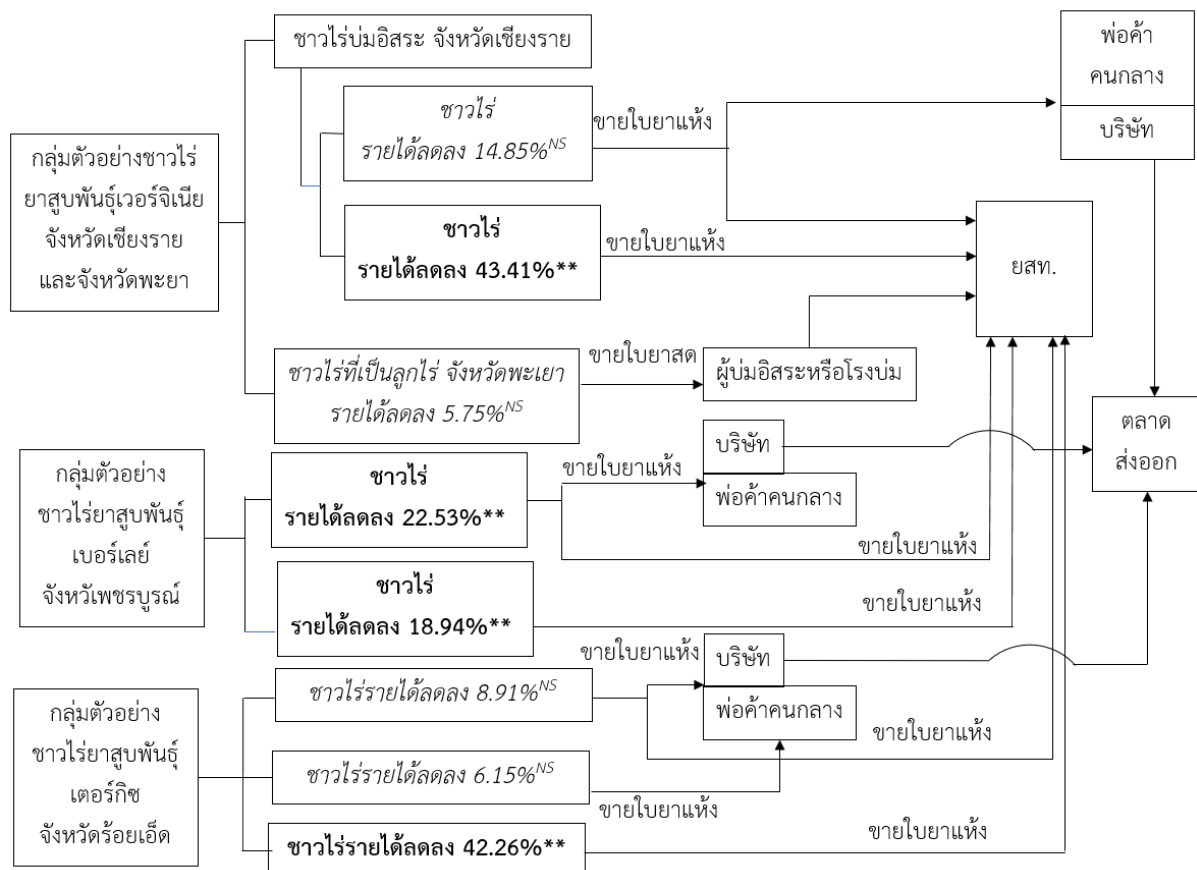 ชาวไร่บ่มอิสระ จังหวัดเชียงราย
พ่อค้า
คนกลาง
บริษัท
กลุ่มตัวอย่างชาวไร่
ยาสูบพันธุ์เวอร์จิเนีย
จังหวัดเชียงราย
และจังหวัดพะยา
ชาวไร่
รายได้ลดลง 14.85%NS
ขายใบยาแห้ง
ชาวไร่
รายได้ลดลง 43.41%**
ขายใบยาแห้ง
ยสท.
ชาวไร่ที่เป็นลูกไร่ จังหวัดพะเยา
รายได้ลดลง 5.75%NS
ขายใบยาสด
ผู้บ่มอิสระหรือโรงบ่ม
ตลาด
ส่งออก
กลุ่มตัวอย่าง
ชาวไร่ยาสูบพันธุ์
เบอร์เลย์
จังหวัเพชรบูรณ์
ชาวไร่
รายได้ลดลง 22.53%**
ขายใบยาแห้ง
บริษัท
พ่อค้าคนกลาง
ขายใบยาแห้ง
ชาวไร่
รายได้ลดลง 18.94%**
ขายใบยาแห้ง
กลุ่มตัวอย่าง
ชาวไร่ยาสูบพันธุ์
เตอร์กิซ
จังหวัดร้อยเอ็ด
ชาวไร่รายได้ลดลง 8.91%NS
ขายใบยาแห้ง
บริษัท
พ่อค้าคนกลาง
ขายใบยาแห้ง
ชาวไร่รายได้ลดลง 6.15%NS
ขายใบยาแห้ง
ชาวไร่รายได้ลดลง 42.26%**
ขายใบยาแห้ง